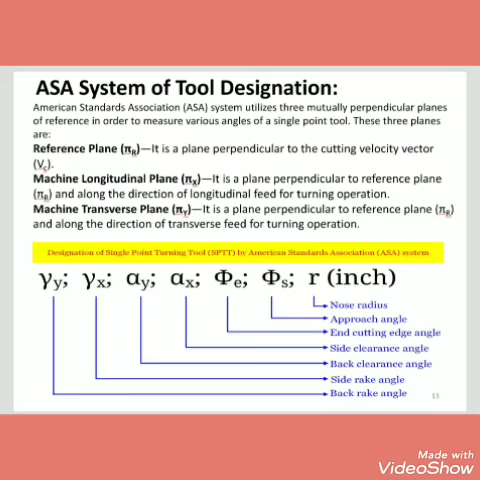 ASA System of Tool Designation:
American Standards Association (ASA) system utilizes three mutually perpendicular planes
of reference in order to measure various angles of a single point tool. These three planes
are:
Reference Plane (πR)—It is a plane perpendicular to the cutting velocity vector
(Vc).
Machine Longitudinal Plane (πX)—It is a plane perpendicular to reference plane
(πR) and along the direction of longitudinal feed for turning operation.
Machine Transverse Plane (πY)—It is a plane perpendicular to reference plane (πR)
and along the direction of transverse feed for turning operation.
Designation of Single Point Turning Tool (SPTT) by American Standards Association (ASA) system
γy; γx; αy; αx; Φe; Φs; r (inch)
Nose radius
Approach angle
End cutting edge angle
Side clearance angle
Back clearance angle
Side rake angle
Back rake angle
13
Made with
VideoShow